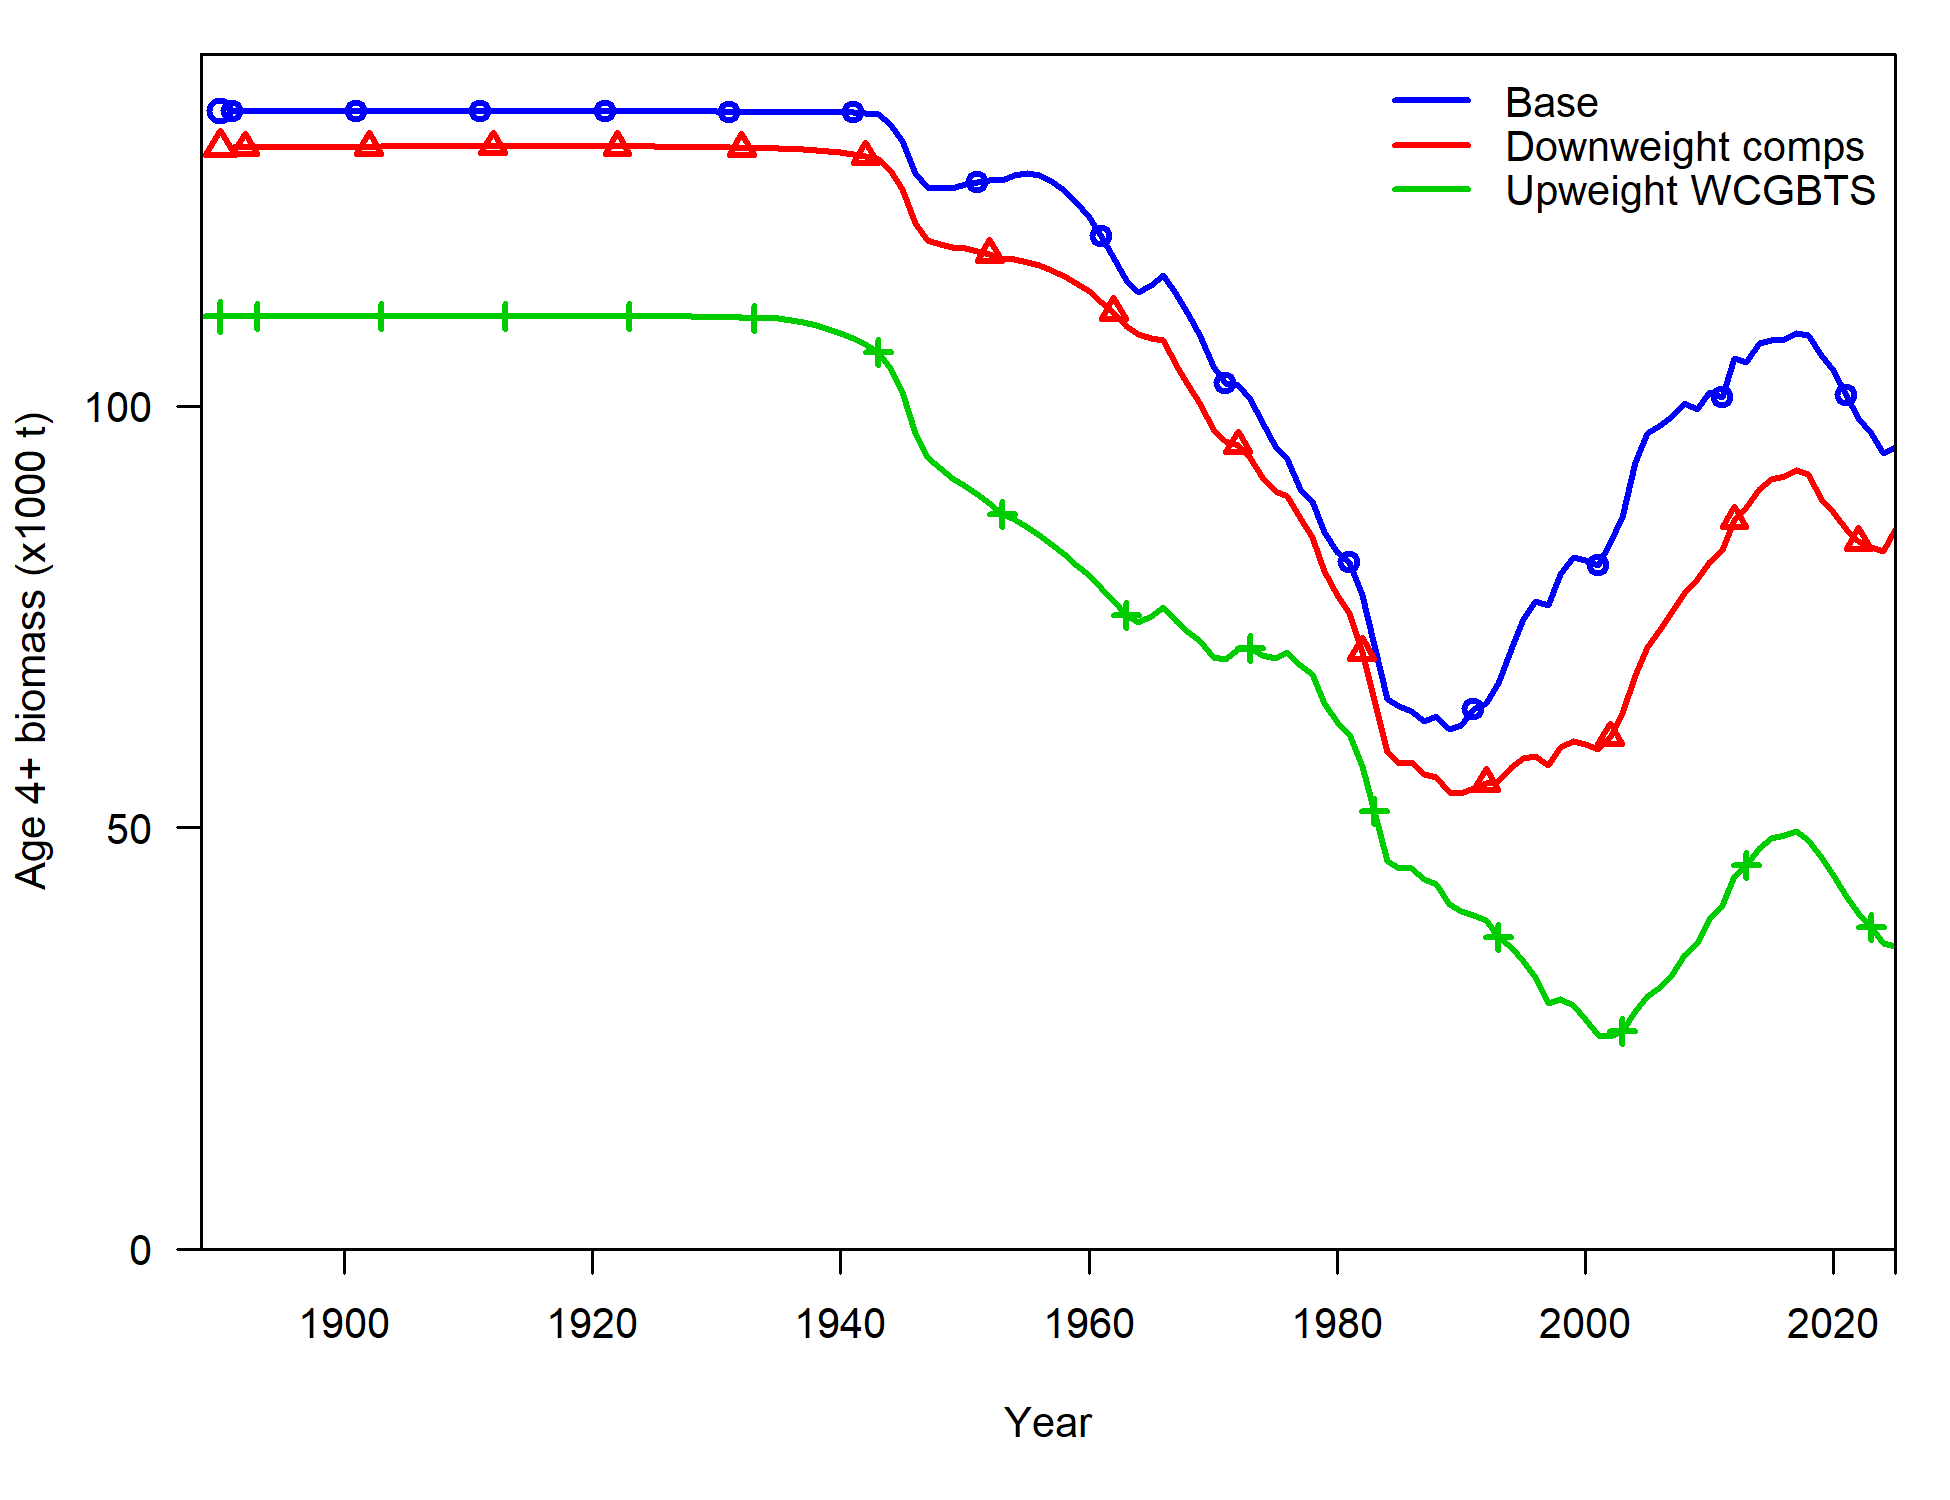 Base
Downweight comps
Upweight WCGBTS
Age 4+ biomass (x1000 t)
100
50
0
1900 1920 1940 1960 1980 2000 2020
Year